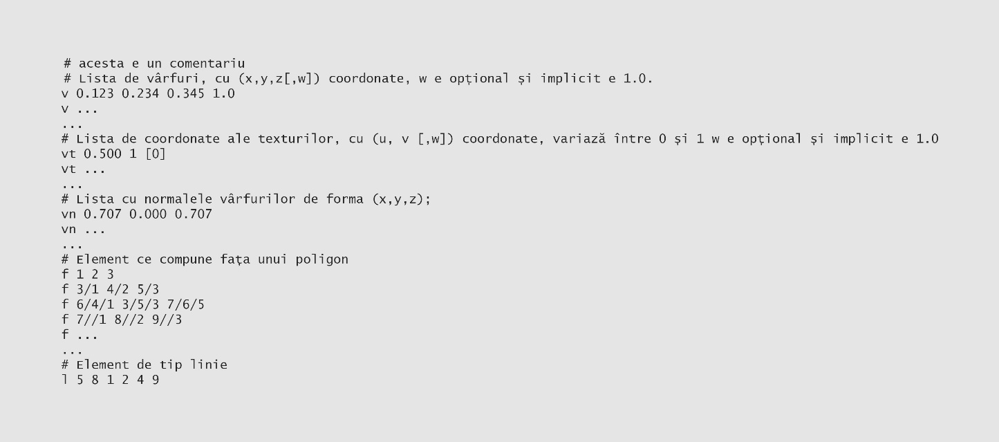 # acesta e un comentariu
# Lista de vârfuri, cu (x,y,z[,w]) coordonate, w e opțional și implicit e 1.0.
v 0.123 0.234 0.345 1.0
v ...
...
# Lista de coordonate ale texturilor, cu (u, v [,w]) coordonate, variază între 0 și 1 w e opțional și implicit e 1.0
vt 0.500 1 [0]
vt ...
...
# Lista cu normalele vârfurilor de forma (x,y,z);
vn 0.707 0.000 0.707
vn ...
...
# Element ce compune fața unui poligon
f 1 2 3
f 3/1 4/2 5/3
f 6/4/1 3/5/3 7/6/5
f 7//1 8//2 9//3
f ...
...
# Element de tip linie
l 5 8 1 2 4 9